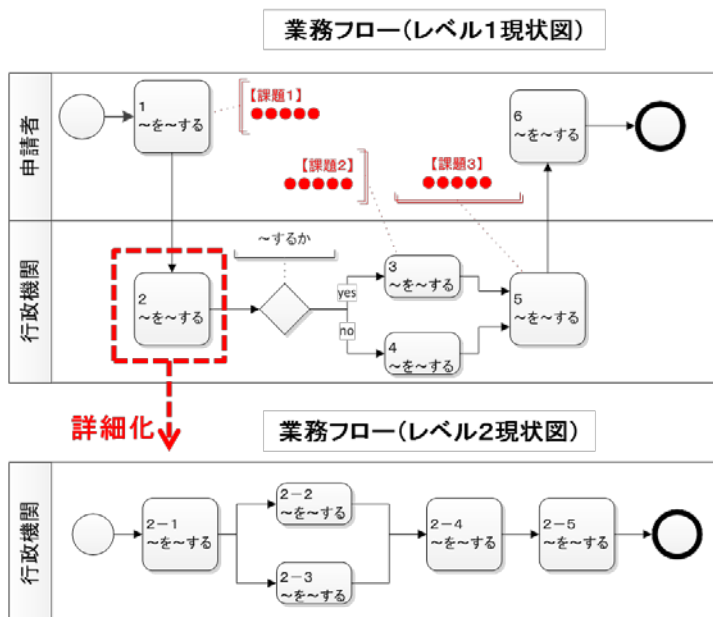 業務フロー(レベル1現状図)
申請者
1
～を～する
【課題1】
●●●●●
【課題2】
●●●●●
【課題3】
●●●●●
6
～を～する
行政機関
2
～を～する
～するか
yes
no
3
～を～する
4
～を～する
5
～を～する
詳細化
業務フロー(レベル2現状図)
行政機関
2－1
～を～する
2－2
～を～する
2－3
～を～する
2－4
～を～する
2－5
～を～する